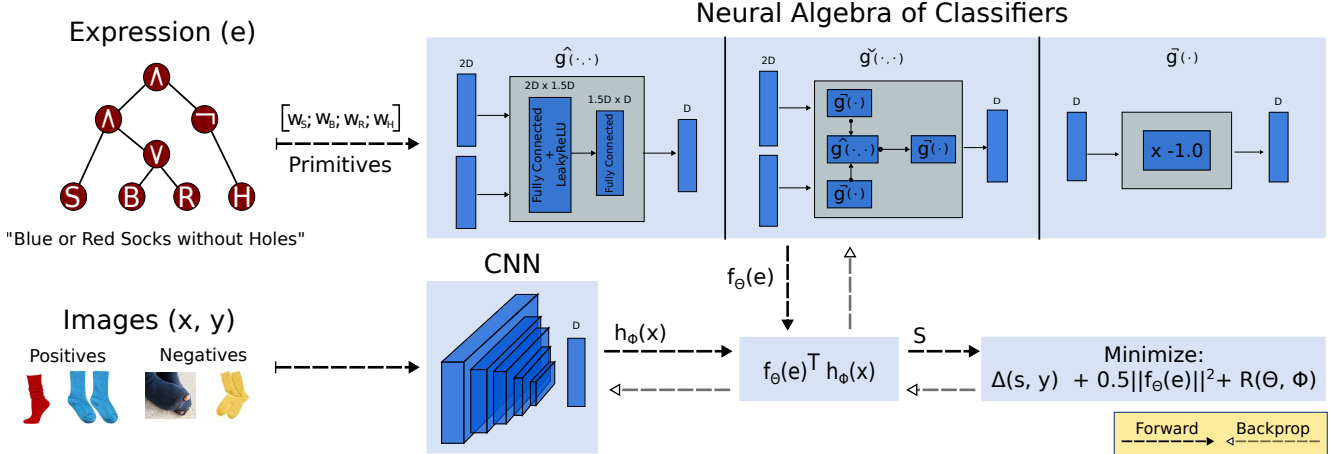 Neural Algebra of Classifiers
Expression (e)
∧
∧ ¬
∨
S B R H
"Blue or Red Socks without Holes"
[w_S; w_B; w_R; w_H]
Primitives
g^(·,·)
2D
2D x 1.5D
Fully Connected
+
LeakyReLU
1.5D x D
Fully Connected
D
gˇ(·,·)
2D
g¬(·)
g^(·,·)
g¬(·)
g¬(·)
D
g¬(·)
D
x -1.0
D
Images (x, y)
Positives
Negatives
CNN
D
h_Φ(x)
f_Θ(e)
f_Θ(e)^T h_Φ(x)
S
Minimize:
Δ(s, y) + 0.5||f_Θ(e)||² + R(Θ, Φ)
Forward Backprop